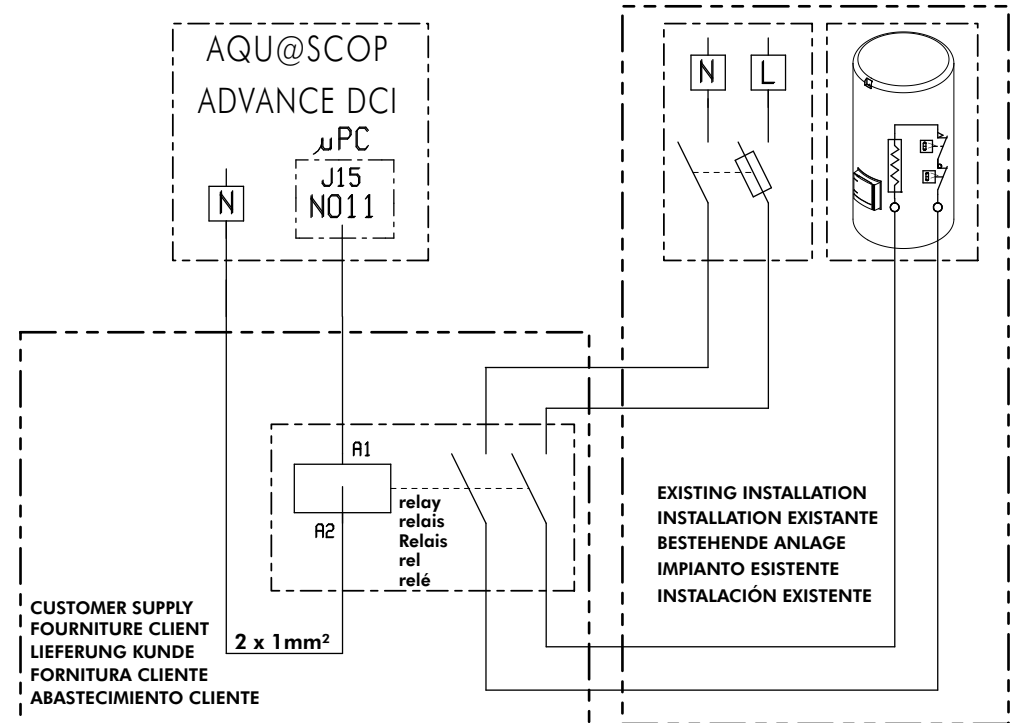 AQU@SCOP
ADVANCE DCI
µPC
J15
NO11
N
N
L
A1
A2
relay
relais
Relais
rel
relé
EXISTING INSTALLATION
INSTALLATION EXISTANTE
BESTEHENDE ANLAGE
IMPIANTO ESISTENTE
INSTALACIÓN EXISTENTE
CUSTOMER SUPPLY
FOURNITURE CLIENT
LIEFERUNG KUNDE
FORNITURA CLIENTE
ABASTECIMIENTO CLIENTE
2 x 1mm²